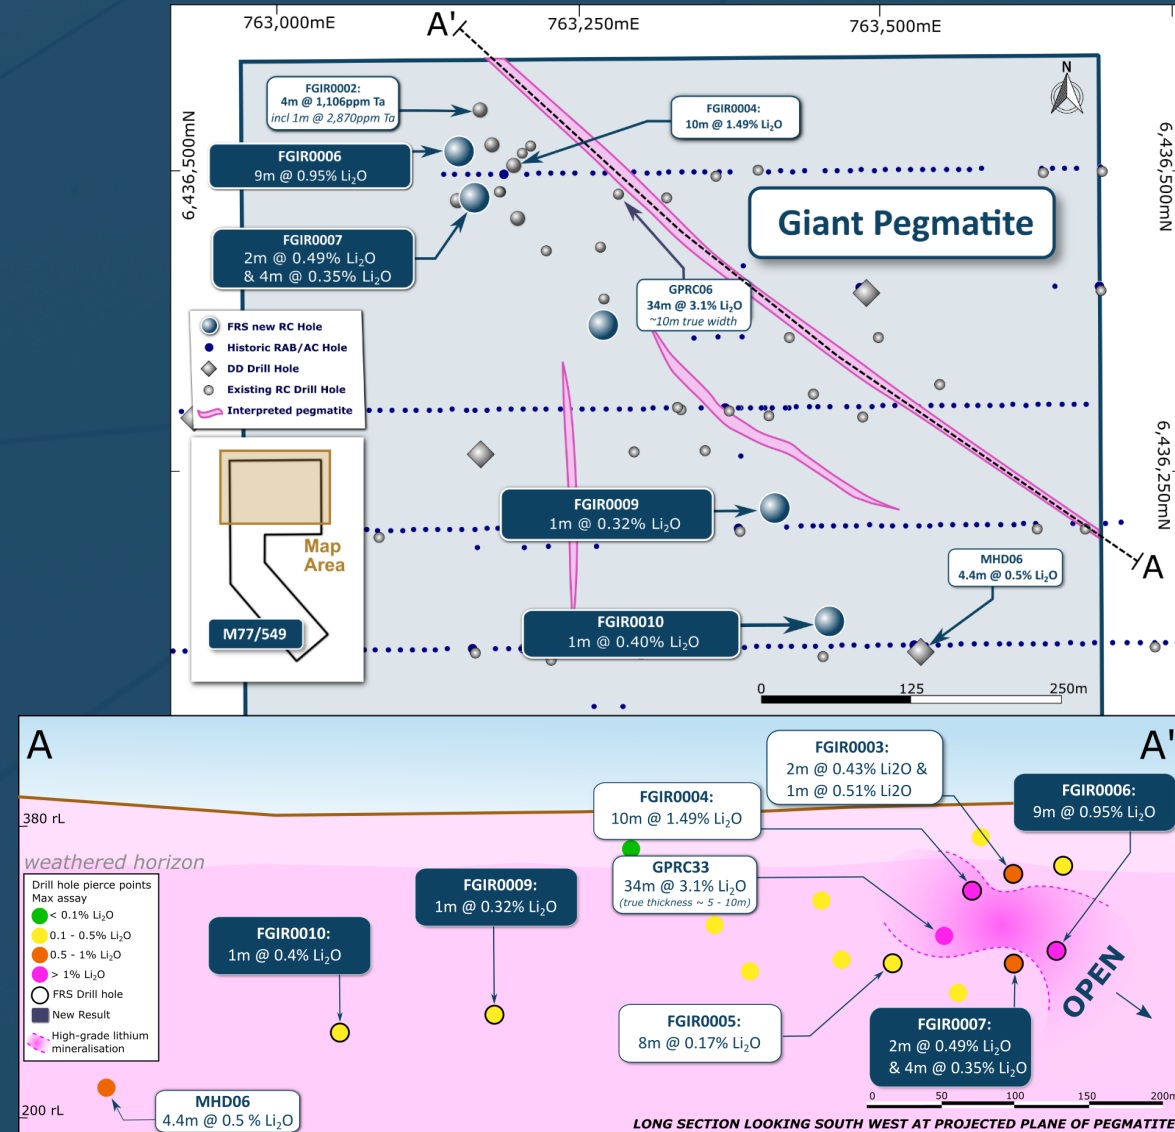 763,000mE
763,250mE
763,500mE
A'
N
FGIR0002:
4m @ 1,106ppm Ta
incl 1m @ 2,870ppm Ta
FGIR0004:
10m @ 1.49% Li₂O
6,436,500mN
6,436,500mN
FGIR0006
9m @ 0.95% Li₂O
Giant Pegmatite
FGIR0007
2m @ 0.49% Li₂O
& 4m @ 0.35% Li₂O
GPRC06
34m @ 3.1% Li₂O
~10m true width
FRS new RC Hole
Historic RAB/AC Hole
DD Drill Hole
Existing RC Drill Hole
Interpreted pegmatite
6,436,250mN
FGIR0009
1m @ 0.32% Li₂O
Map
Area
M77/549
MHD06
4.4m @ 0.5% Li₂O
A
FGIR0010
1m @ 0.40% Li₂O
0 125 250m
A
A'
FGIR0003:
2m @ 0.43% Li2O &
1m @ 0.51% Li2O
FGIR0004:
10m @ 1.49% Li₂O
FGIR0006:
9m @ 0.95% Li₂O
380 rL
weathered horizon
GPRC33
34m @ 3.1% Li₂O
(true thickness ~ 5 - 10m)
Drill hole pierce points
Max assay
< 0.1% Li₂O
0.1 - 0.5% Li₂O
0.5 - 1% Li₂O
> 1% Li₂O
FRS Drill hole
New Result
High-grade lithium
mineralisation
FGIR0009:
1m @ 0.32% Li₂O
FGIR0010:
1m @ 0.4% Li₂O
OPEN
FGIR0005:
8m @ 0.17% Li₂O
FGIR0007:
2m @ 0.49% Li₂O
& 4m @ 0.35% Li₂O
MHD06
4.4m @ 0.5 % Li₂O
200 rL
0 50 100 150 200m
LONG SECTION LOOKING SOUTH WEST AT PROJECTED PLANE OF PEGMATITE